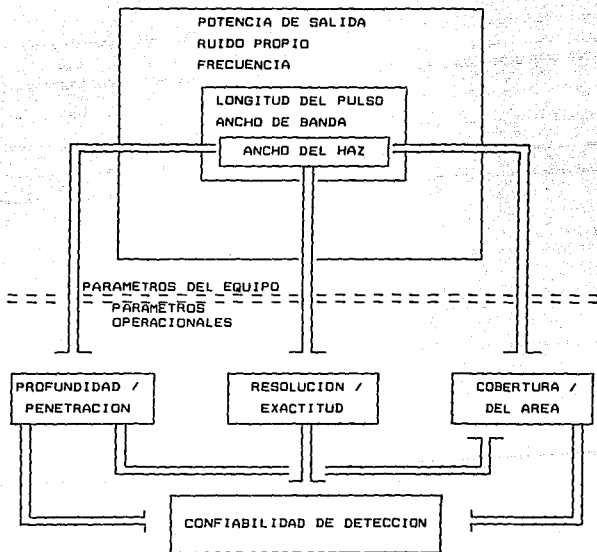 POTENCIA DE SALIDA
RUIDO PROPIO
FRECUENCIA
LONGITUD DEL PULSO
ANCHO DE BANDA
ANCHO DEL HAZ
PARAMETROS DEL EQUIPO
PARAMETROS
OPERACIONALES
PROFUNDIDAD /
PENETRACION
RESOLUCION /
EXACTITUD
COBERTURA /
DEL AREA
CONFIABILIDAD DE DETECCION